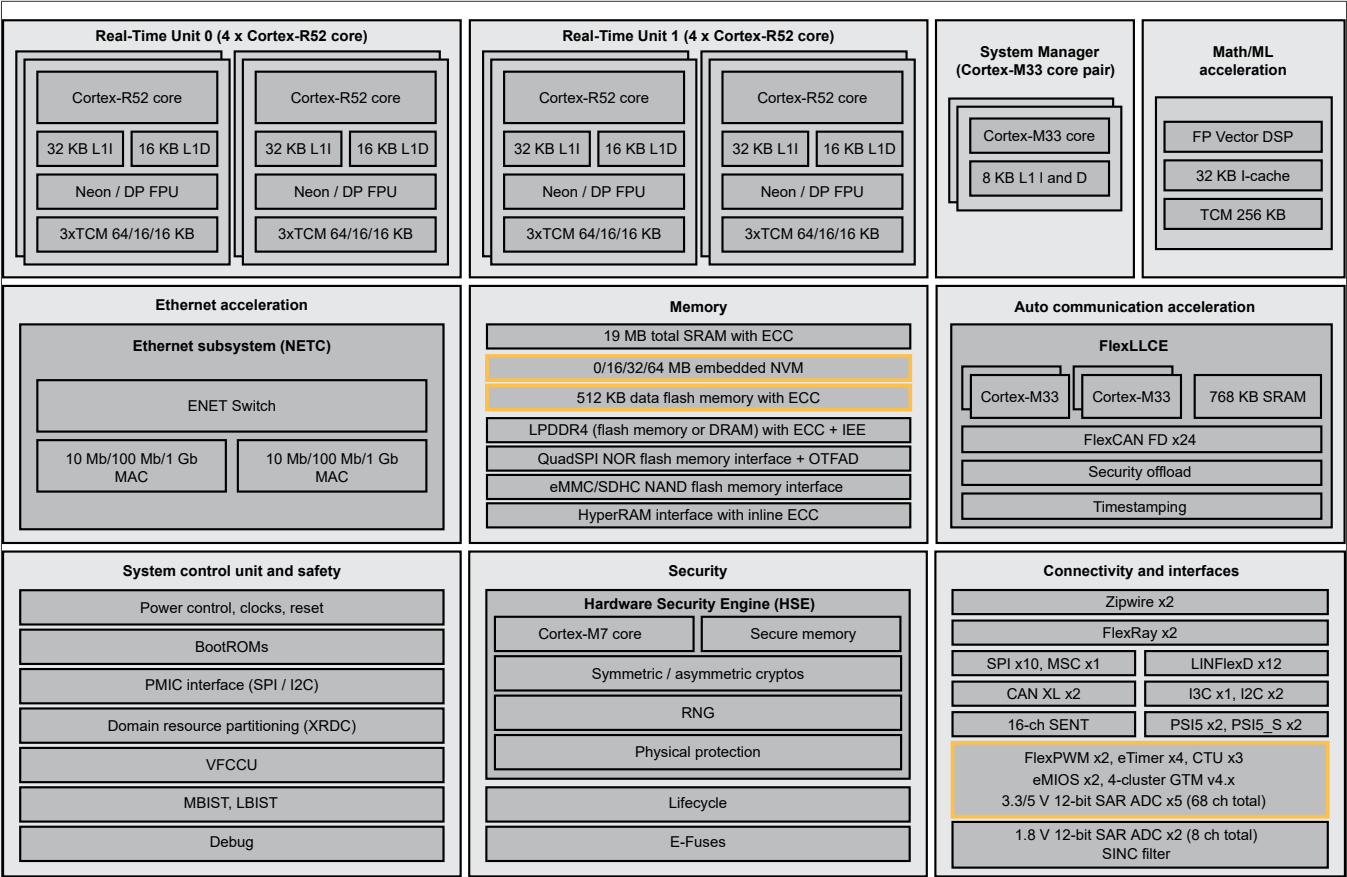 Real-Time Unit 0 (4 x Cortex-R52 core)
Cortex-R52 core
32 KB L1I
16 KB L1D
Neon / DP FPU
3xTCM 64/16/16 KB
Cortex-R52 core
32 KB L1I
16 KB L1D
Neon / DP FPU
3xTCM 64/16/16 KB
Real-Time Unit 1 (4 x Cortex-R52 core)
Cortex-R52 core
32 KB L1I
16 KB L1D
Neon / DP FPU
3xTCM 64/16/16 KB
Cortex-R52 core
32 KB L1I
16 KB L1D
Neon / DP FPU
3xTCM 64/16/16 KB
System Manager
(Cortex-M33 core pair)
Cortex-M33 core
8 KB L1 I and D
Math/ML
acceleration
FP Vector DSP
32 KB I-cache
TCM 256 KB
Ethernet acceleration
Ethernet subsystem (NETC)
ENET Switch
10 Mb/100 Mb/1 Gb
MAC
10 Mb/100 Mb/1 Gb
MAC
Memory
19 MB total SRAM with ECC
0/16/32/64 MB embedded NVM
512 KB data flash memory with ECC
LPDDR4 (flash memory or DRAM) with ECC + IEE
QuadSPI NOR flash memory interface + OTFAD
eMMC/SDHC NAND flash memory interface
HyperRAM interface with inline ECC
Auto communication acceleration
FlexLLCE
Cortex-M33
Cortex-M33
768 KB SRAM
FlexCAN FD x24
Security offload
Timestamping
System control unit and safety
Power control, clocks, reset
BootROMs
PMIC interface (SPI / I2C)
Domain resource partitioning (XRDC)
VFCCU
MBIST, LBIST
Debug
Security
Hardware Security Engine (HSE)
Cortex-M7 core
Secure memory
Symmetric / asymmetric cryptos
RNG
Physical protection
Lifecycle
E-Fuses
Connectivity and interfaces
Zipwire x2
FlexRay x2
SPI x10, MSC x1
LINFlexD x12
CAN XL x2
I3C x1, I2C x2
16-ch SENT
PSI5 x2, PSI5_S x2
FlexPWM x2, eTimer x4, CTU x3
eMIOS x2, 4-cluster GTM v4.x
3.3/5 V 12-bit SAR ADC x5 (68 ch total)
1.8 V 12-bit SAR ADC x2 (8 ch total)
SINC filter